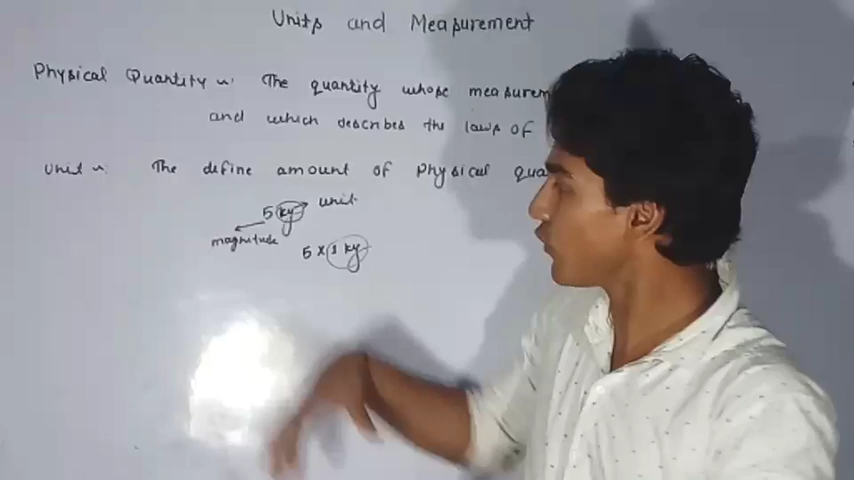 Units and Measurement
Physical Quantity ~: The quantity whose measurem
and which describes the laws of
Unit ~: The define amount of Physical qua
5 kg unit
magnitude
5 x 1 kg